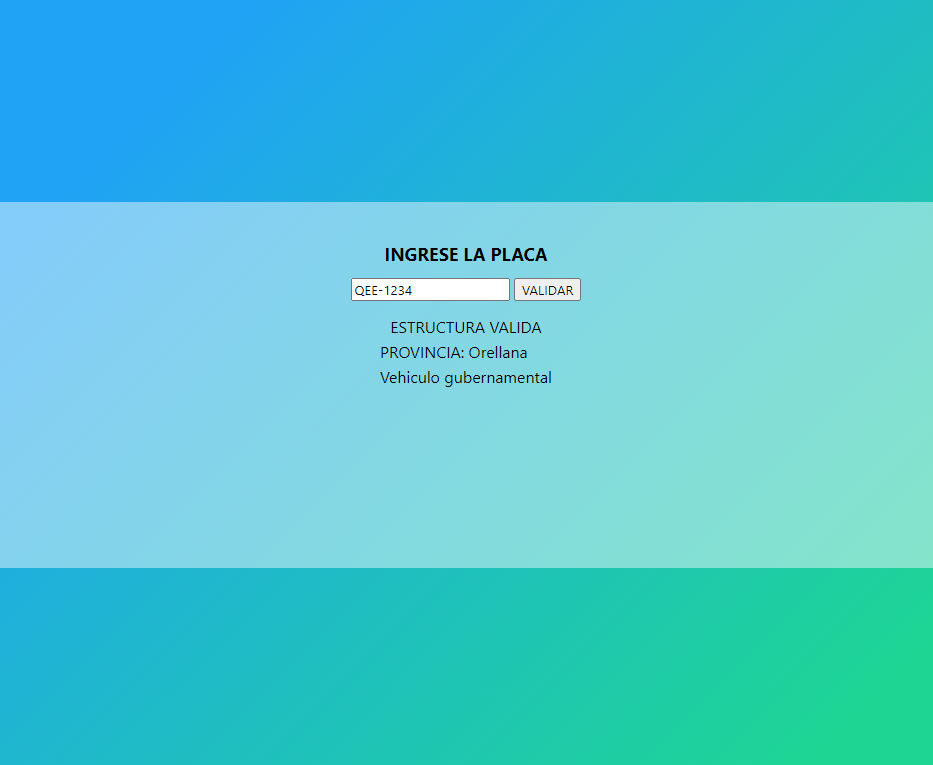 INGRESE LA PLACA
QEE-1234 VALIDAR
ESTRUCTURA VALIDA
PROVINCIA: Orellana
Vehiculo gubernamental